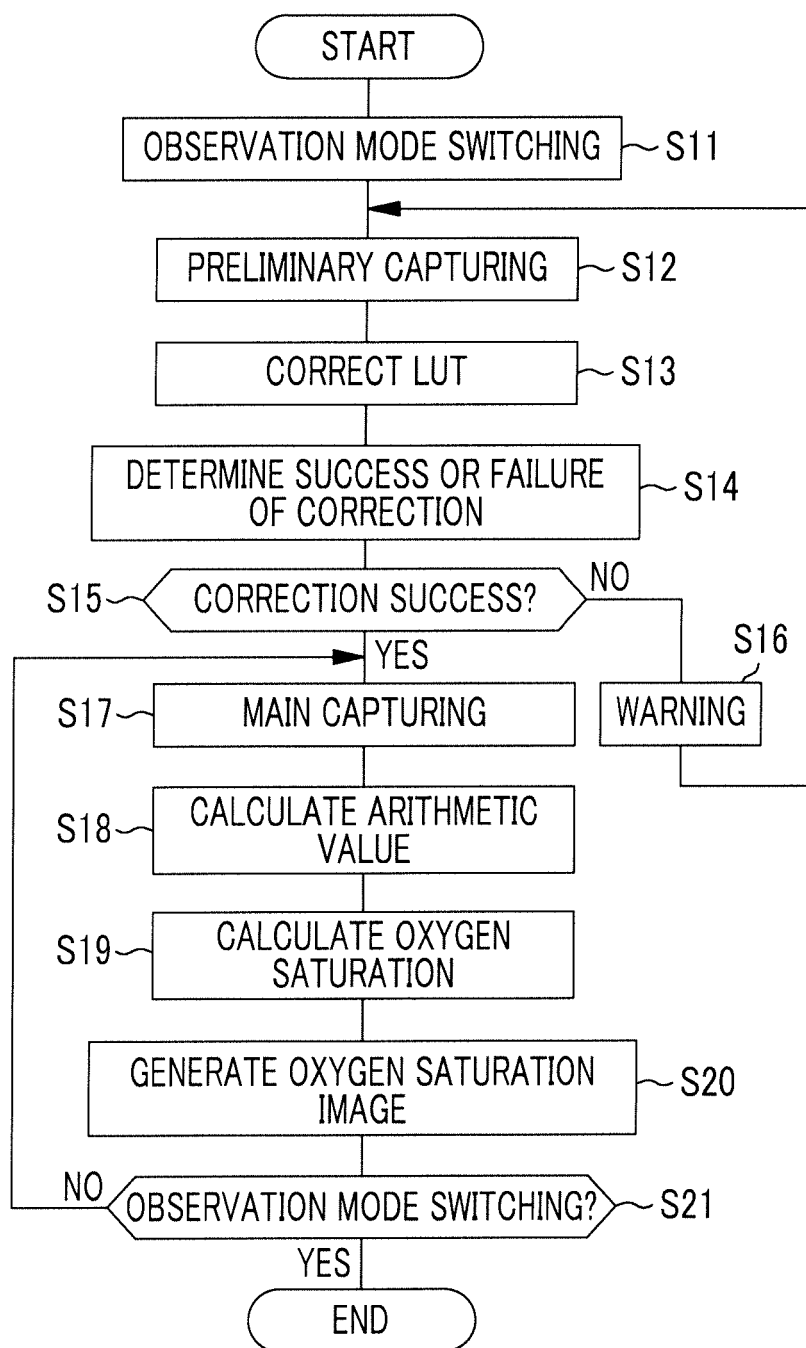 START
OBSERVATION MODE SWITCHING
S11
PRELIMINARY CAPTURING
S12
CORRECT LUT
S13
DETERMINE SUCCESS OR FAILURE
OF CORRECTION
S14
S15
CORRECTION SUCCESS?
NO
YES
S16
WARNING
S17
MAIN CAPTURING
S18
CALCULATE ARITHMETIC
VALUE
S19
CALCULATE OXYGEN
SATURATION
GENERATE OXYGEN SATURATION
IMAGE
S20
NO
OBSERVATION MODE SWITCHING?
S21
YES
END